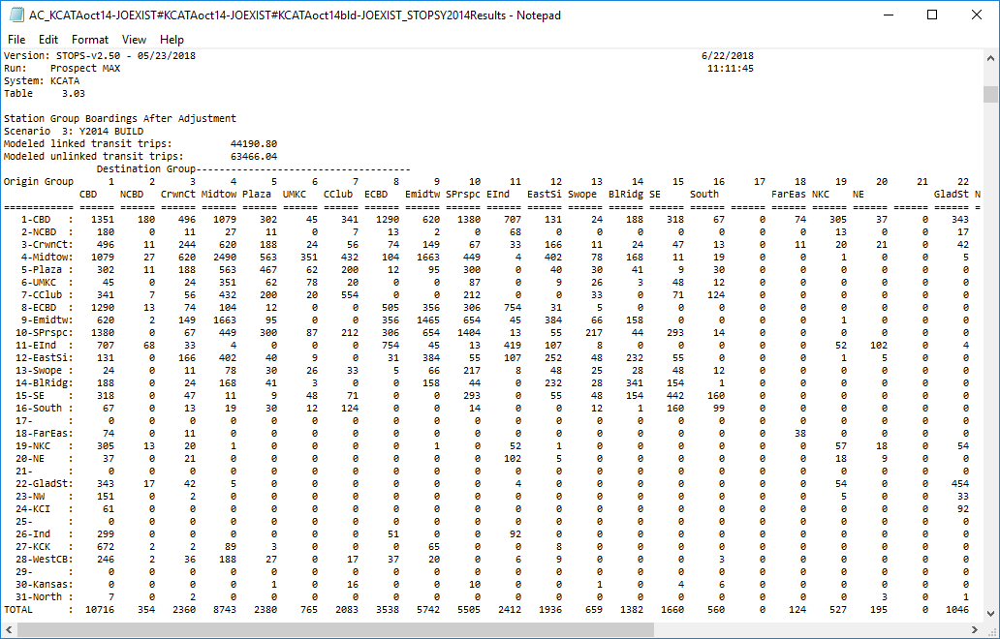 AC_KCATAoct14-JOEXIST#KCATAoct14-JOEXIST#KCATAoct14bld-JOEXIST_STOPSY2014Results - Notepad
File Edit Format View Help
Version: STOPS-v2.50 - 05/23/2018 6/22/2018
Run: Prospect MAX 11:11:45
System: KCATA
Table 3.03
Station Group Boardings After Adjustment
Scenario 3: Y2014 BUILD
Modeled linked transit trips: 44190.80
Modeled unlinked transit trips: 63466.04
Destination Group-----------------------------------
Origin Group 1 2 3 4 5 6 7 8 9 10 11 12 13 14 15 16 17 18 19 20 21 22
CBD NCBD CrwnCt Midtow Plaza UMKC CClub ECBD Emidtw SPrspc EInd EastSi Swope BlRidg SE South FarEas NKC NE GladSt N
============ ====== ====== ====== ====== ====== ====== ====== ====== ====== ====== ====== ====== ====== ====== ====== ====== ====== ====== ====== ====== ====== ====== =
1-CBD : 1351 180 496 1079 302 45 341 1290 620 1380 707 131 24 188 318 67 0 74 305 37 0 343
2-NCBD : 180 0 11 27 11 0 7 13 2 0 68 0 0 0 0 0 0 0 13 0 0 17
3-CrwnCt: 496 11 244 620 188 24 56 74 149 67 33 166 11 24 47 13 0 11 20 21 0 42
4-Midtow: 1079 27 620 2490 563 351 432 104 1663 449 4 402 78 168 11 19 0 0 1 0 0 5
5-Plaza : 302 11 188 563 467 62 200 12 95 300 0 40 30 41 9 30 0 0 0 0 0 0
6-UMKC : 45 0 24 351 62 78 20 0 0 87 0 9 26 3 48 12 0 0 0 0 0 0
7-CClub : 341 7 56 432 200 20 554 0 0 212 0 0 33 0 71 124 0 0 0 0 0 0
8-ECBD : 1290 13 74 104 12 0 0 505 356 306 754 31 5 0 0 0 0 0 0 0 0 0
9-Emidtw: 620 2 149 1663 95 0 0 356 1465 654 45 384 66 158 0 0 0 0 1 0 0 0
10-SPrspc: 1380 0 67 449 300 87 212 306 654 1404 13 55 217 44 293 14 0 0 0 0 0 0
11-EInd : 707 68 33 4 0 0 0 754 45 13 419 107 8 0 0 0 0 0 52 102 0 4
12-EastSi: 131 0 166 402 40 9 0 31 384 55 107 252 48 232 55 0 0 0 1 5 0 0
13-Swope : 24 0 11 78 30 26 33 5 66 217 8 48 25 28 48 12 0 0 0 0 0 0
14-BlRidg: 188 0 24 168 41 3 0 0 158 44 0 232 28 341 154 1 0 0 0 0 0 0
15-SE : 318 0 47 11 9 48 71 0 0 293 0 55 48 154 442 160 0 0 0 0 0 0
16-South : 67 0 13 19 30 12 124 0 0 14 0 0 12 1 160 99 0 0 0 0 0 0
17- : 0 0 0 0 0 0 0 0 0 0 0 0 0 0 0 0 0 0 0 0 0 0
18-FarEas: 74 0 11 0 0 0 0 0 0 0 0 0 0 0 0 0 0 38 0 0 0 0
19-NKC : 305 13 20 1 0 0 0 0 1 0 52 1 0 0 0 0 0 0 57 18 0 54
20-NE : 37 0 21 0 0 0 0 0 0 0 102 5 0 0 0 0 0 0 18 9 0 0
21- : 0 0 0 0 0 0 0 0 0 0 0 0 0 0 0 0 0 0 0 0 0 0
22-GladSt: 343 17 42 5 0 0 0 0 0 0 4 0 0 0 0 0 0 0 54 0 0 454
23-NW : 151 0 2 0 0 0 0 0 0 0 0 0 0 0 0 0 0 0 5 0 0 33
24-KCI : 61 0 0 0 0 0 0 0 0 0 0 0 0 0 0 0 0 0 0 0 0 92
25- : 0 0 0 0 0 0 0 0 0 0 0 0 0 0 0 0 0 0 0 0 0 0
26-Ind : 299 0 0 0 0 0 0 51 0 0 92 0 0 0 0 0 0 0 0 0 0 0
27-KCK : 672 2 2 89 3 0 0 0 65 0 0 8 0 0 0 0 0 0 0 0 0 0
28-WestCB: 246 2 36 188 27 0 17 37 20 0 6 9 0 0 0 3 0 0 0 0 0 0
29- : 0 0 0 0 0 0 0 0 0 0 0 0 0 0 0 0 0 0 0 0 0 0
30-Kansas: 0 0 0 0 1 0 16 0 0 10 0 0 1 0 4 6 0 0 0 0 0 0
31-North : 7 0 2 0 0 0 0 0 0 0 0 0 0 0 0 0 0 0 0 3 0 1
TOTAL : 10716 354 2360 8743 2380 765 2083 3538 5742 5505 2412 1936 659 1382 1660 560 0 124 527 195 0 1046